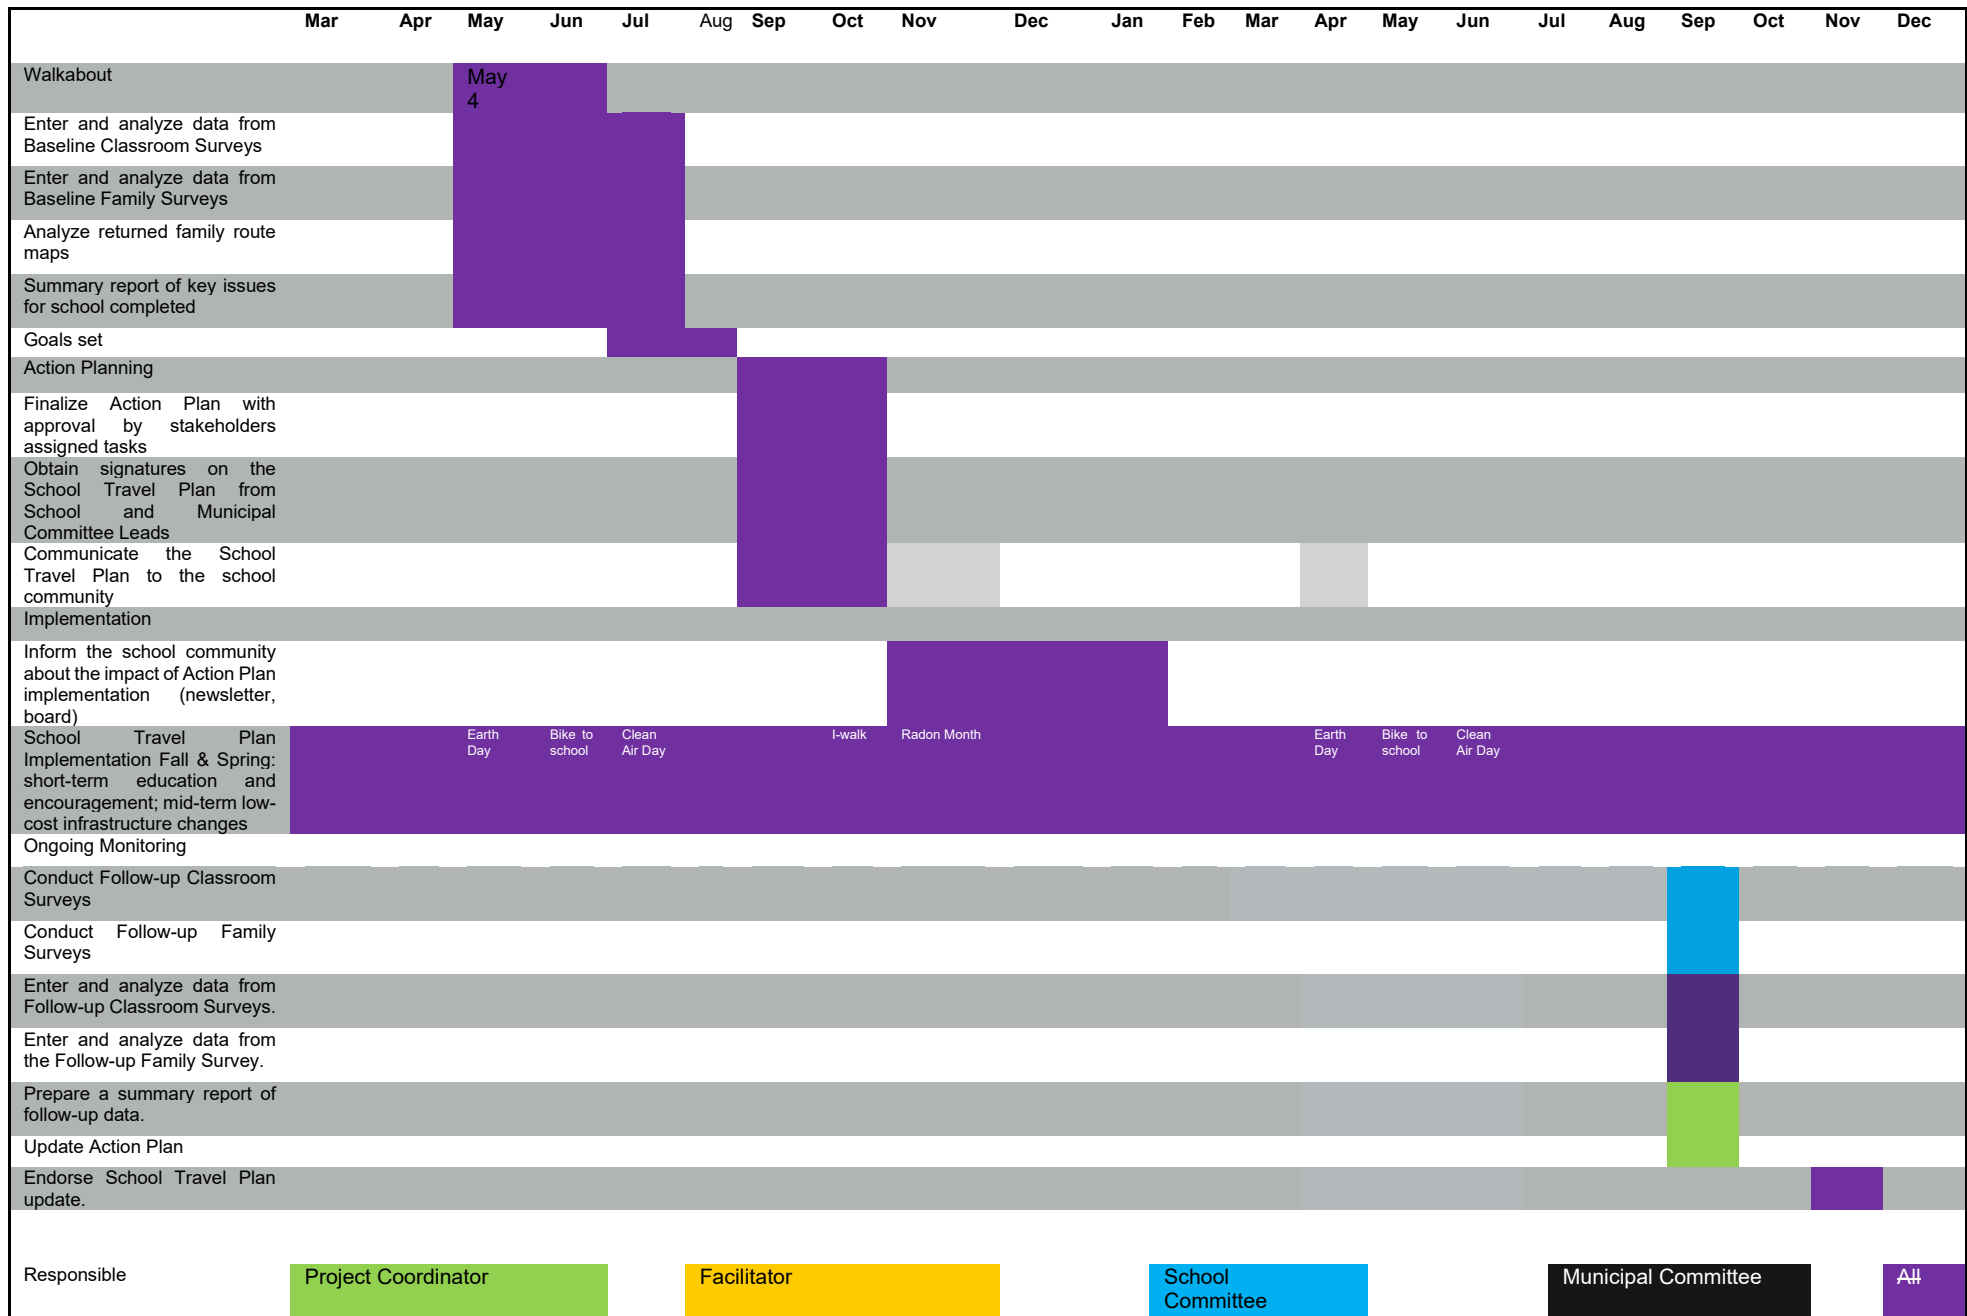 Mar Apr May Jun Jul Aug Sep Oct Nov Dec Jan Feb Mar Apr May Jun Jul Aug Sep Oct Nov Dec
Walkabout
May
4
Enter and analyze data from
Baseline Classroom Surveys
Enter and analyze data from
Baseline Family Surveys
Analyze returned family route
maps
Summary report of key issues
for school completed
Goals set
Action Planning
Finalize Action Plan with
approval by stakeholders
assigned tasks
Obtain signatures on the
School Travel Plan from
School and Municipal
Committee Leads
Communicate the School
Travel Plan to the school
community
Implementation
Inform the school community
about the impact of Action Plan
implementation (newsletter,
board)
School Travel Plan
Implementation Fall & Spring:
short-term education and
encouragement; mid-term low-
cost infrastructure changes
Earth
Day
Bike to
school
Clean
Air Day
I-walk
Radon Month
Earth
Day
Bike to
school
Clean
Air Day
Ongoing Monitoring
Conduct Follow-up Classroom
Surveys
Conduct Follow-up Family
Surveys
Enter and analyze data from
Follow-up Classroom Surveys.
Enter and analyze data from
the Follow-up Family Survey.
Prepare a summary report of
follow-up data.
Update Action Plan
Endorse School Travel Plan
update.
Responsible
Project Coordinator
Facilitator
School
Committee
Municipal Committee
All